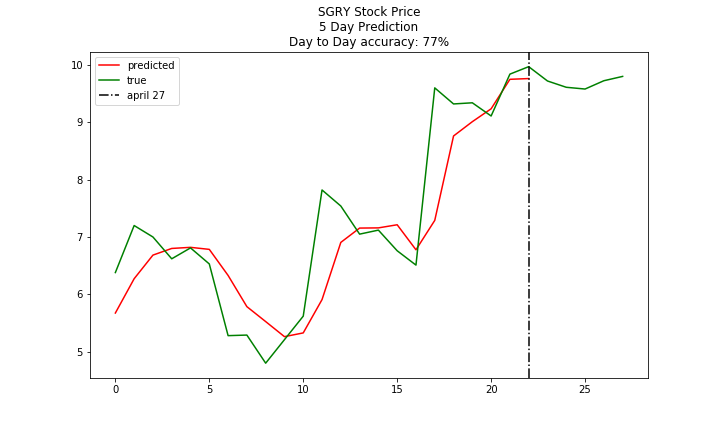 SGRY Stock Price
5 Day Prediction
Day to Day accuracy: 77%
predicted
true
april 27
10
9
8
7
6
5
0 5 10 15 20 25